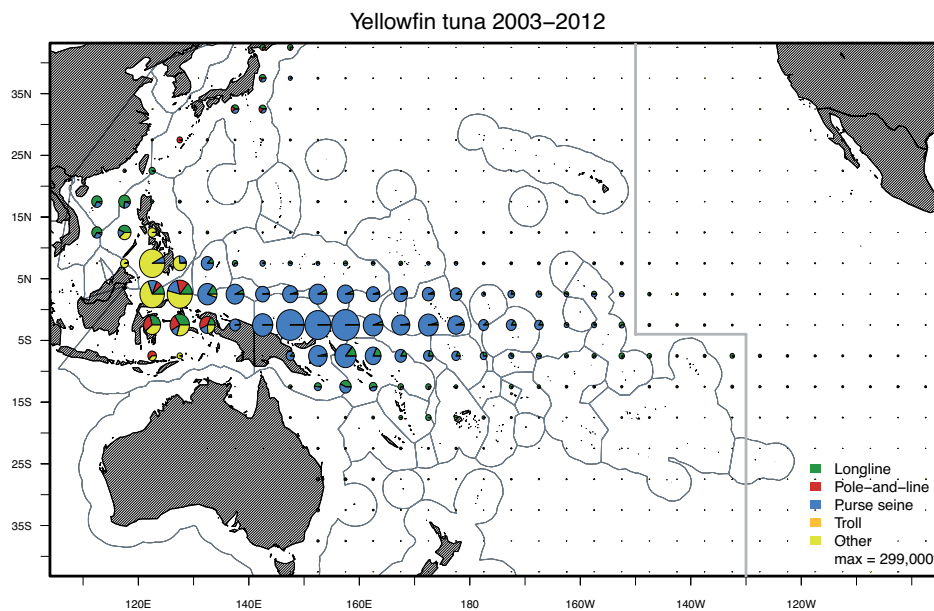 Yellowfin tuna 2003−2012
35N
25N
15N
5N
5S
15S
25S
35S
Longline
Pole−and−line
Purse seine
Troll
Other
max = 299,000
120E 140E 160E 180 160W 140W 120W